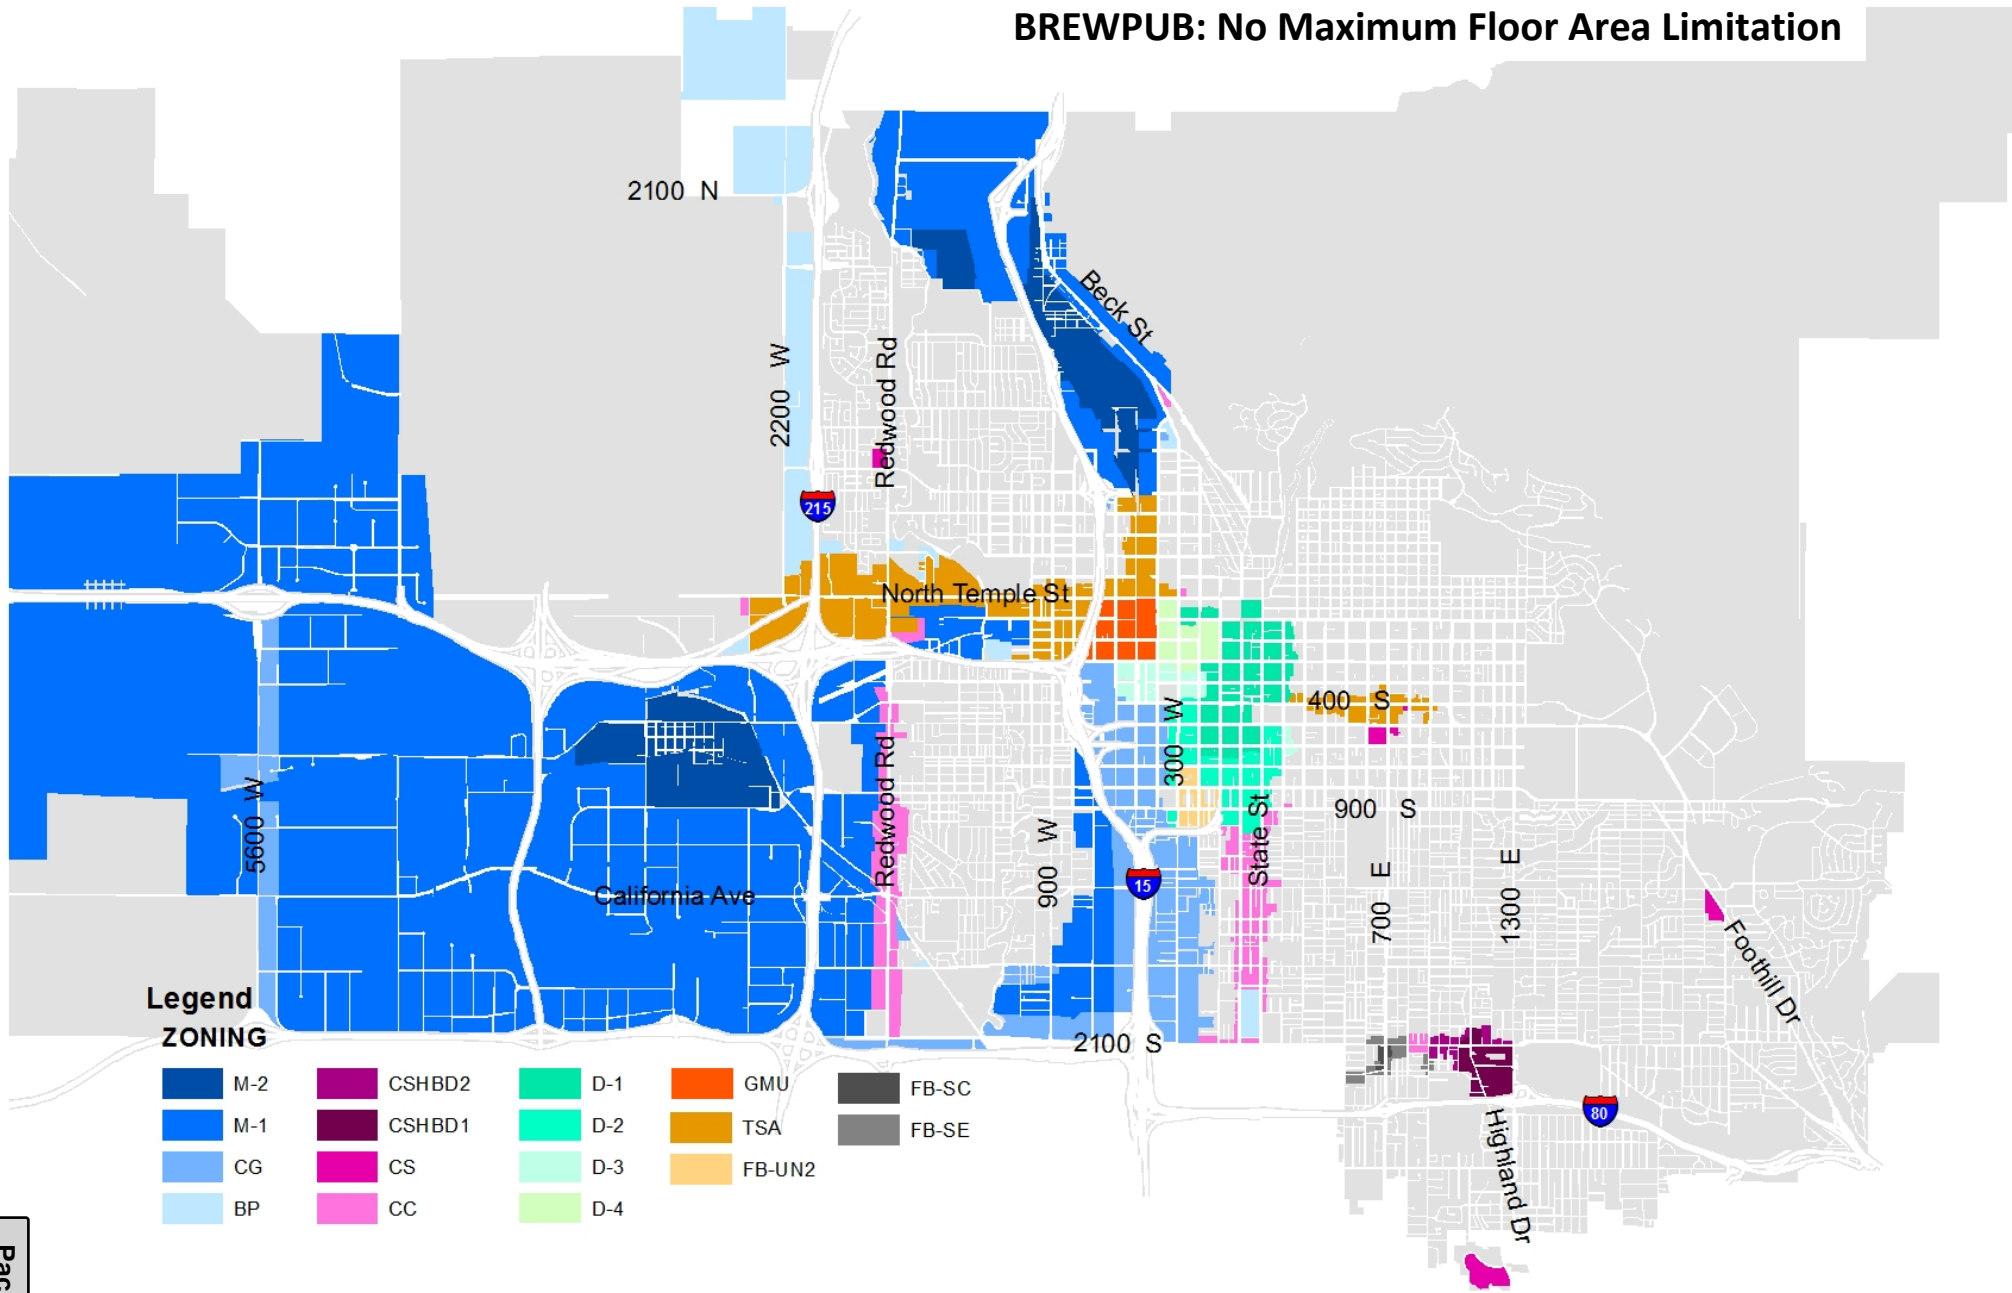 BREWPUB: No Maximum Floor Area Limitation
2100 N
Beck St
2200 W
Redwood Rd
215
North Temple St
400 S
300 W
Redwood Rd
5600 W
State St
900 S
900 W
700 E
1300 E
15
California Ave
Foothill Dr
2100 S
80
Highland Dr
Legend
ZONING
M-2
M-1
CG
BP
CSHBD2
CSHBD1
CS
CC
D-1
D-2
D-3
D-4
GMU
TSA
FB-UN2
FB-SC
FB-SE